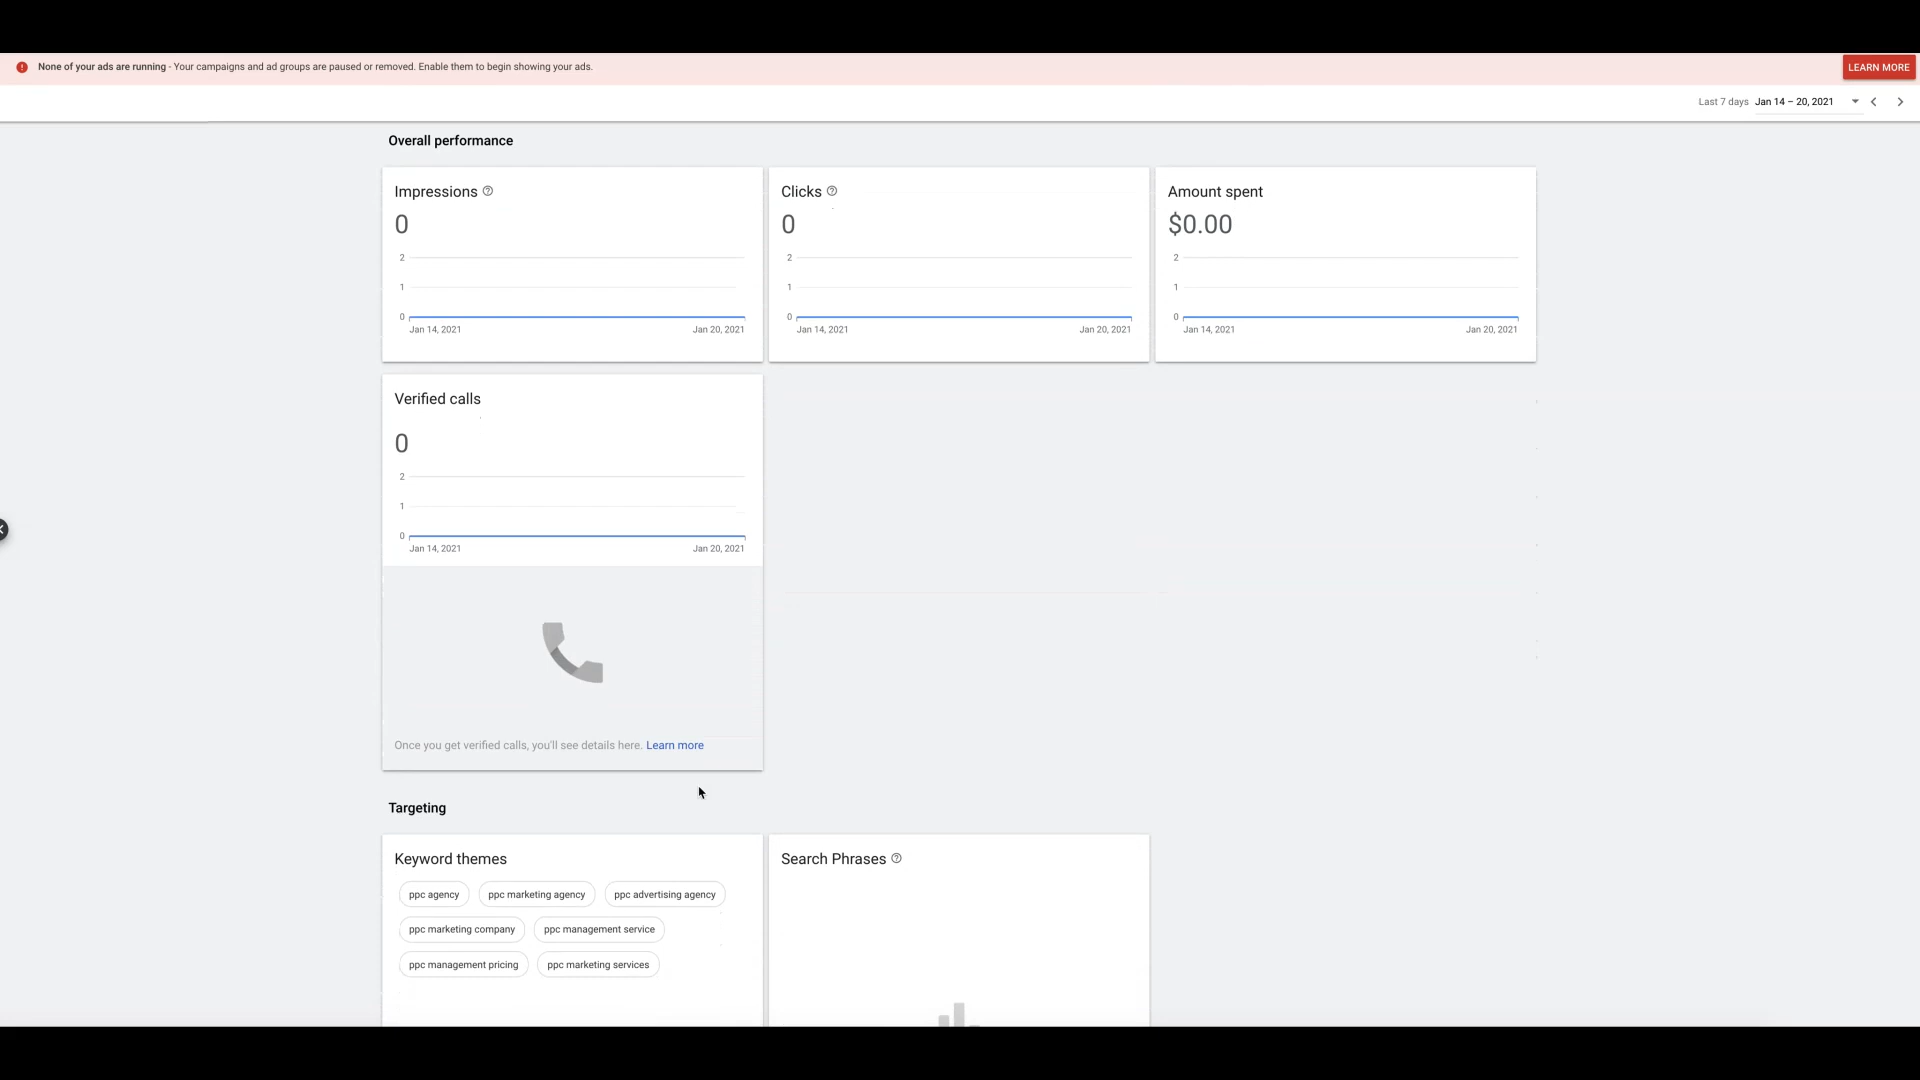 None of your ads are running - Your campaigns and ad groups are paused or removed. Enable them to begin showing your ads.
LEARN MORE
Last 7 days Jan 14 – 20, 2021
Overall performance
Impressions
0
2
1
0
Jan 14, 2021 Jan 20, 2021
Clicks
0
2
1
0
Jan 14, 2021 Jan 20, 2021
Amount spent
$0.00
2
1
0
Jan 14, 2021 Jan 20, 2021
Verified calls
0
2
1
0
Jan 14, 2021 Jan 20, 2021
Once you get verified calls, you'll see details here. Learn more
Targeting
Keyword themes
ppc agency ppc marketing agency ppc advertising agency
ppc marketing company ppc management service
ppc management pricing ppc marketing services
Search Phrases